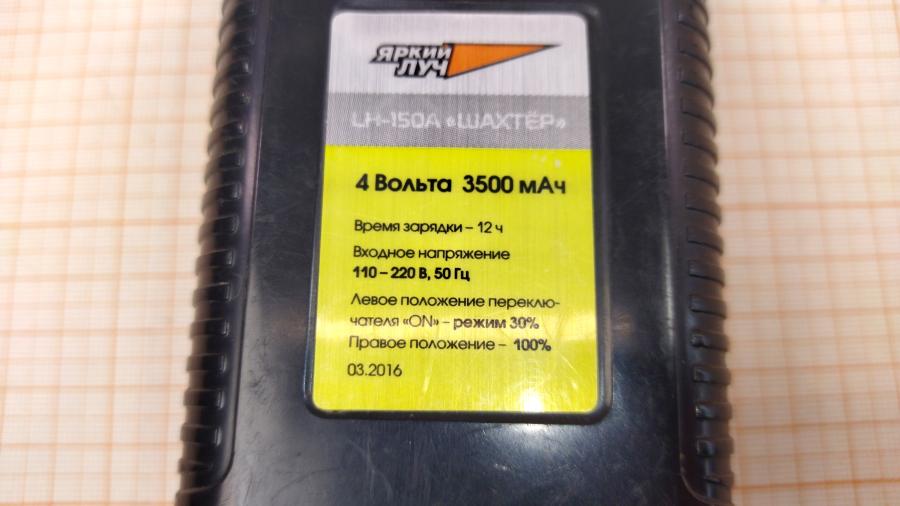 ЯРКИЙ
ЛУЧ
LH-150A «ШАХТЁР»
4 Вольта 3500 мАч
Время зарядки – 12 ч
Входное напряжение
110 – 220 В, 50 Гц
Левое положение переклю-
чателя «ON» – режим 30%
Правое положение – 100%
03.2016